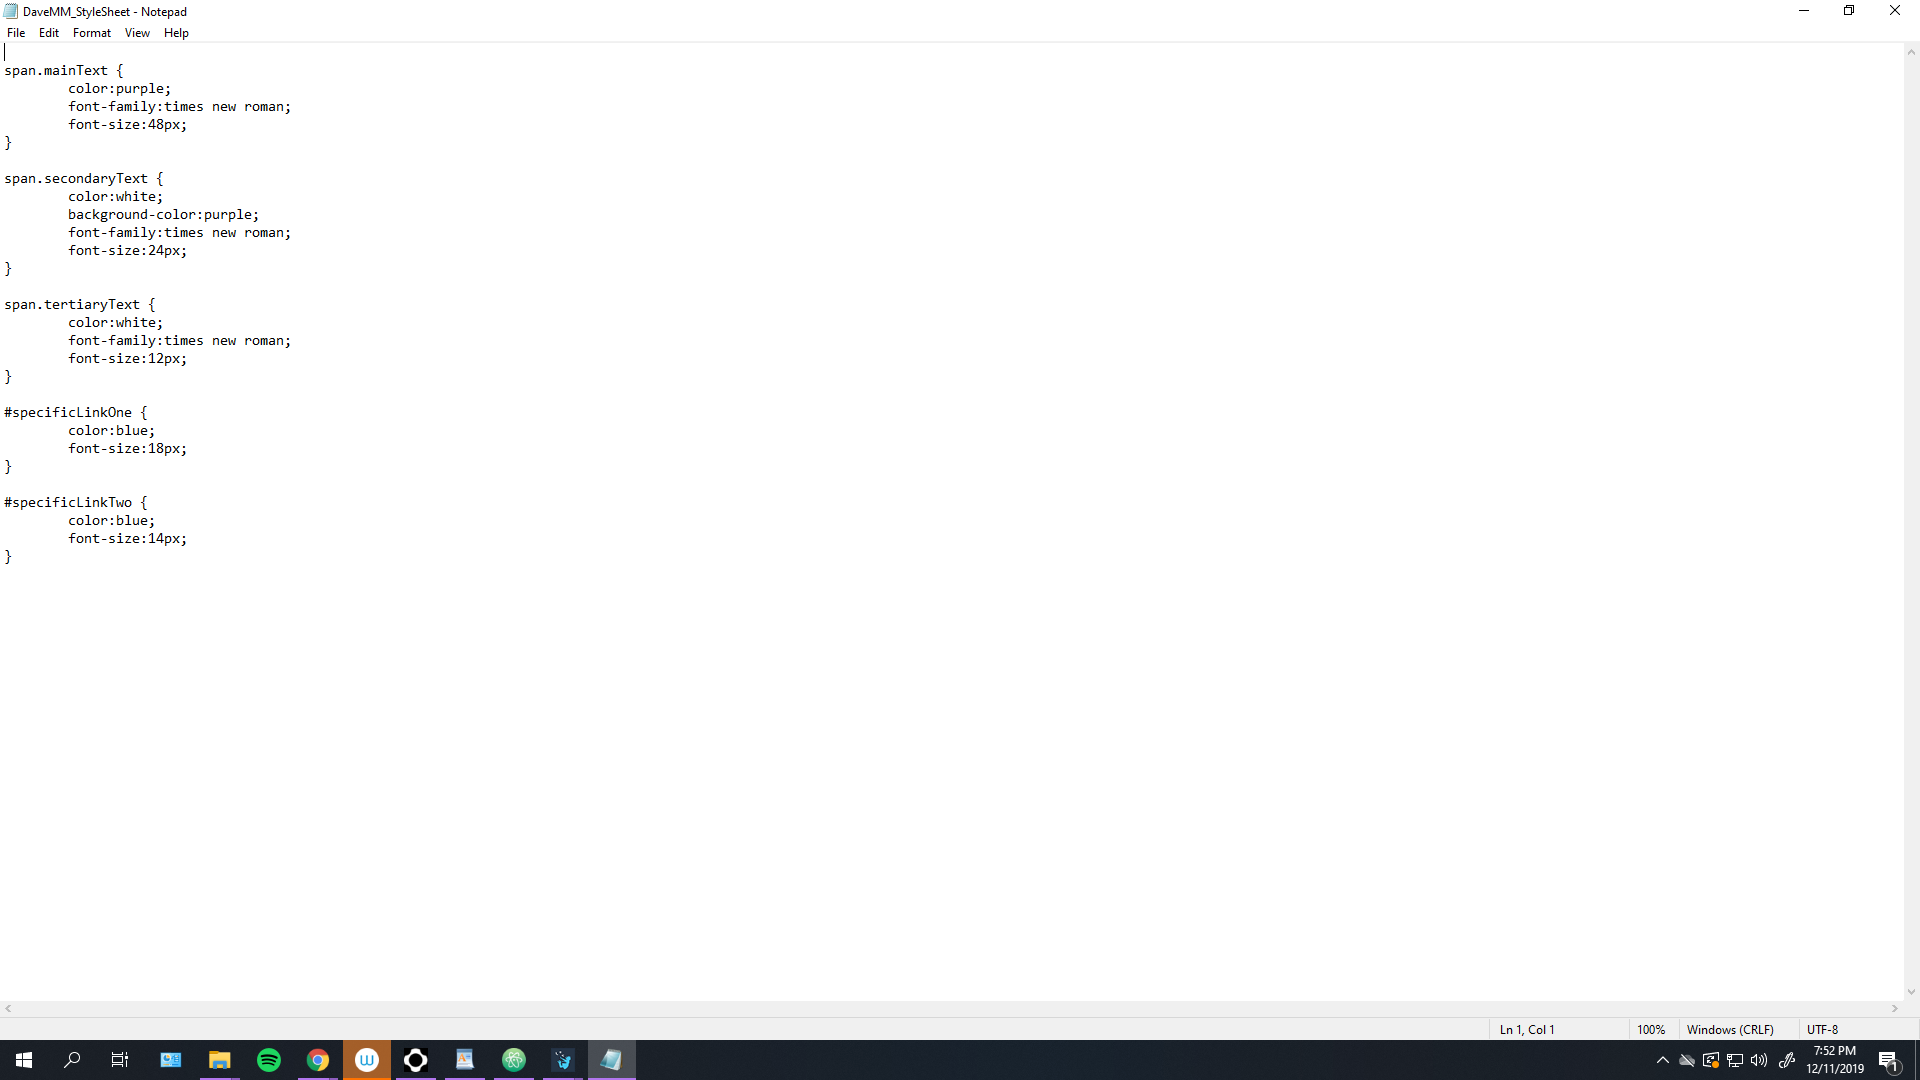 DaveMM_StyleSheet - Notepad
File Edit Format View Help
span.mainText {
color:purple;
font-family:times new roman;
font-size:48px;
}
span.secondaryText {
color:white;
background-color:purple;
font-family:times new roman;
font-size:24px;
}
span.tertiaryText {
color:white;
font-family:times new roman;
font-size:12px;
}
#specificLinkOne {
color:blue;
font-size:18px;
}
#specificLinkTwo {
color:blue;
font-size:14px;
}
Ln 1, Col 1 100% Windows (CRLF) UTF-8
7:52 PM
12/11/2019
1